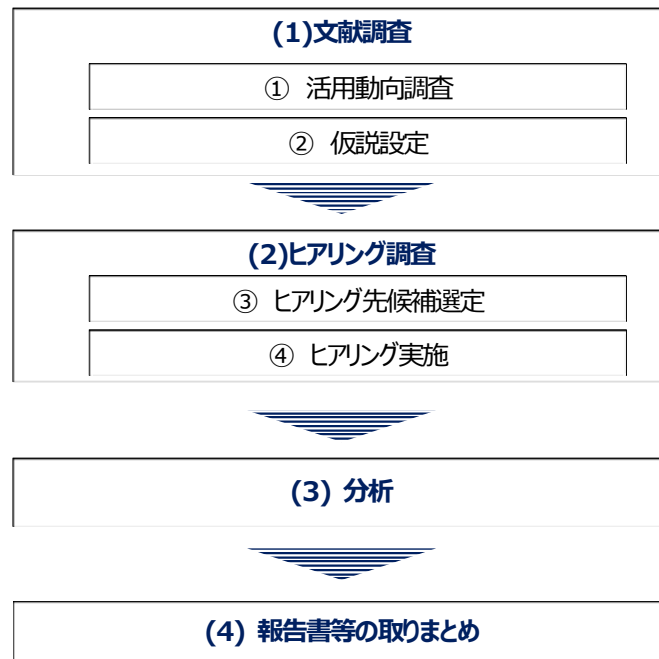 (1)文献調査
① 活用動向調査
② 仮説設定
(2)ヒアリング調査
③ ヒアリング先候補選定
④ ヒアリング実施
(3) 分析
(4) 報告書等の取りまとめ